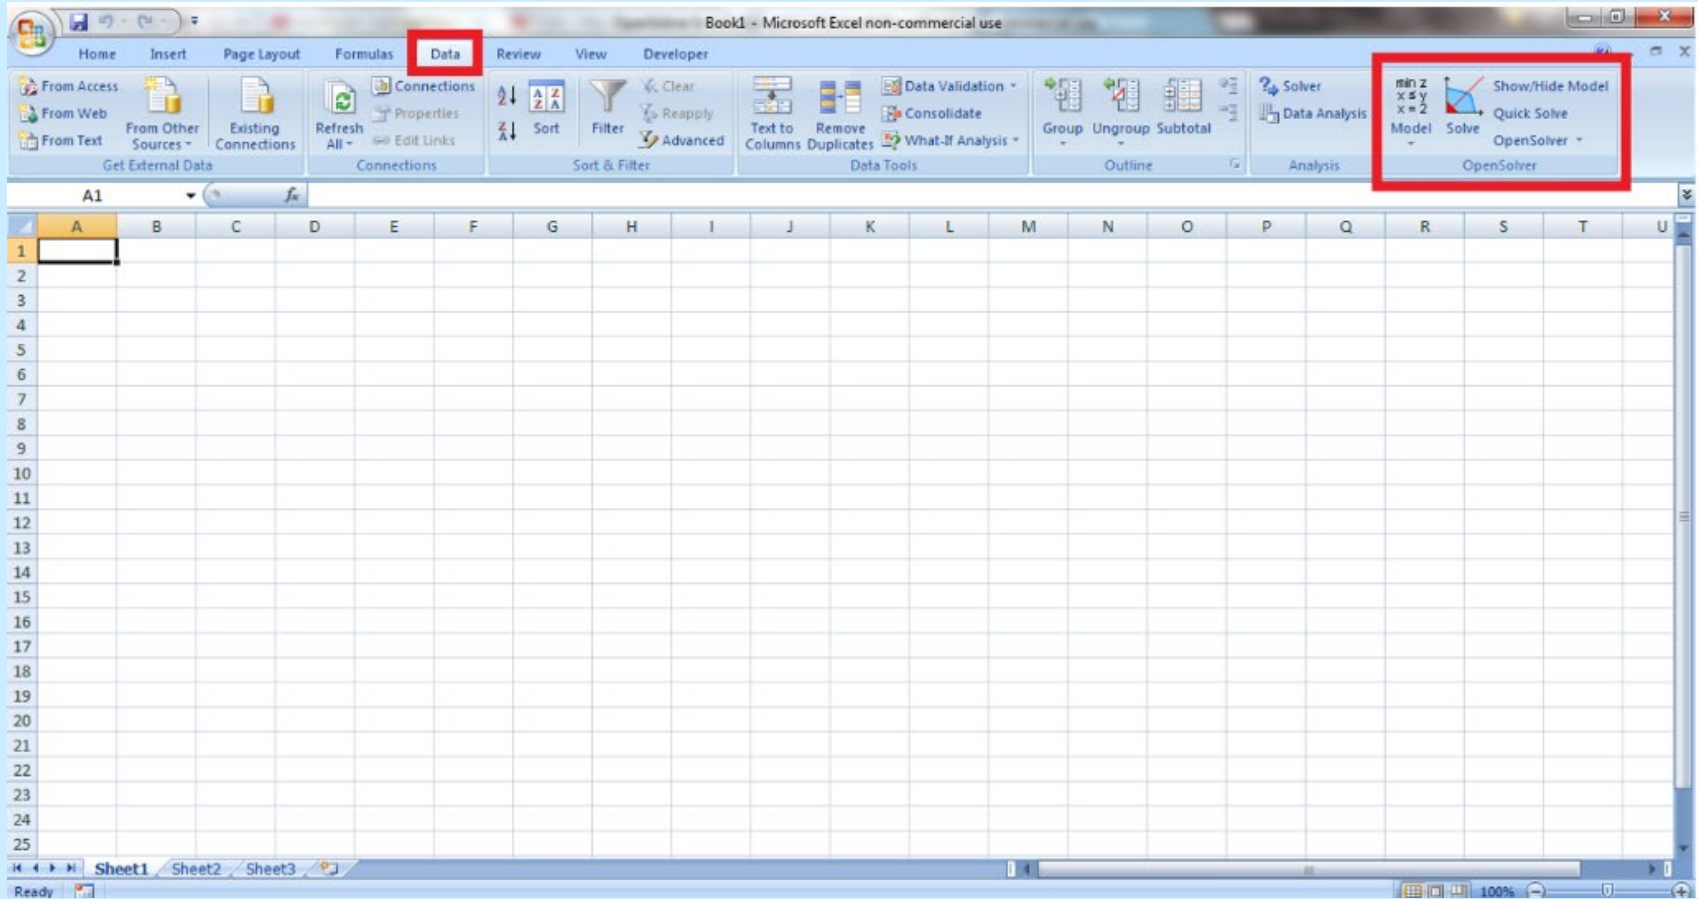 Book1 - Microsoft Excel non-commercial use
Home Insert Page Layout Formulas Data Review View Developer
From Access
From Web
From Text
From Other
Sources
Existing
Connections
Get External Data
Refresh
All
Connections
Properties
Edit Links
Connections
A
Z
Z
A
A Z
Z A
Sort
Filter
Clear
Reapply
Advanced
Sort & Filter
Text to
Columns
Remove
Duplicates
Data Validation
Consolidate
What-If Analysis
Data Tools
Group Ungroup Subtotal
Outline
Solver
Data Analysis
Analysis
min z
x ≤ y
x = 2
Model
Solve
Show/Hide Model
Quick Solve
OpenSolver
OpenSolver
A1 fx
A B C D E F G H I J K L M N O P Q R S T U
1
2
3
4
5
6
7
8
9
10
11
12
13
14
15
16
17
18
19
20
21
22
23
24
25
Sheet1 Sheet2 Sheet3
Ready 100%